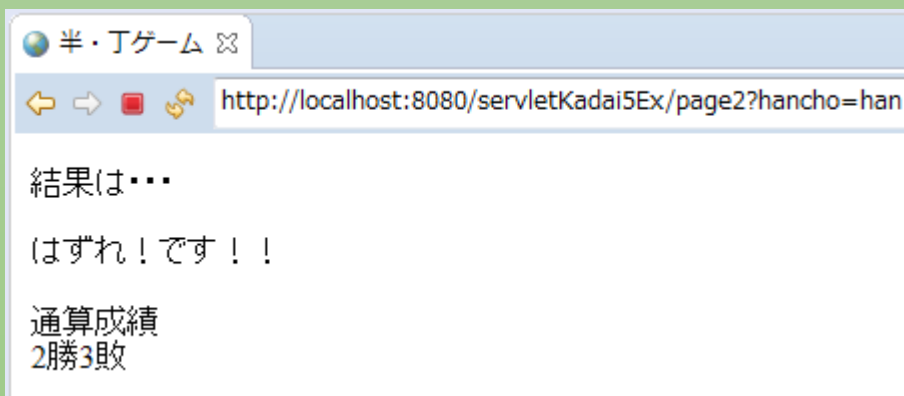 半・丁ゲーム
http://localhost:8080/servletKadai5Ex/page2?hancho=han
結果は・・・
はずれ！です！！
通算成績
2勝3敗